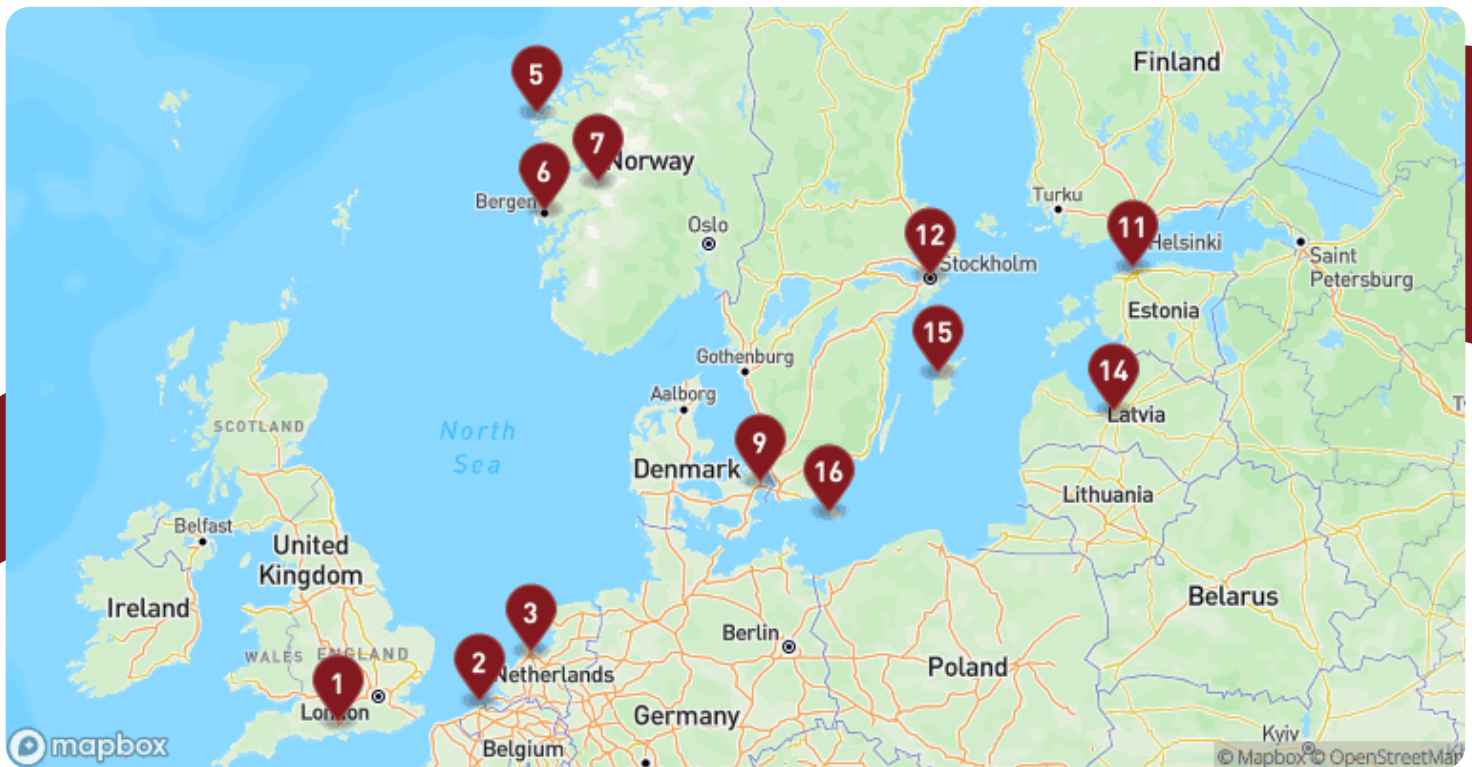 Finland
5
7
Norway
6
Bergen
Turku
Oslo
12
11
Helsinki
Stockholm
Saint
Petersburg
Estonia
15
Gothenburg
14
Aalborg
Latvia
SCOTLAND
North
Sea
9
Denmark
16
Lithuania
Belfast
United
Kingdom
Ireland
3
Belarus
Berlin
2
WALES
ENGLAND
Netherlands
Poland
1
Germany
Kyiv
mapbox
Belgium
© Mapbox © OpenStreetMap